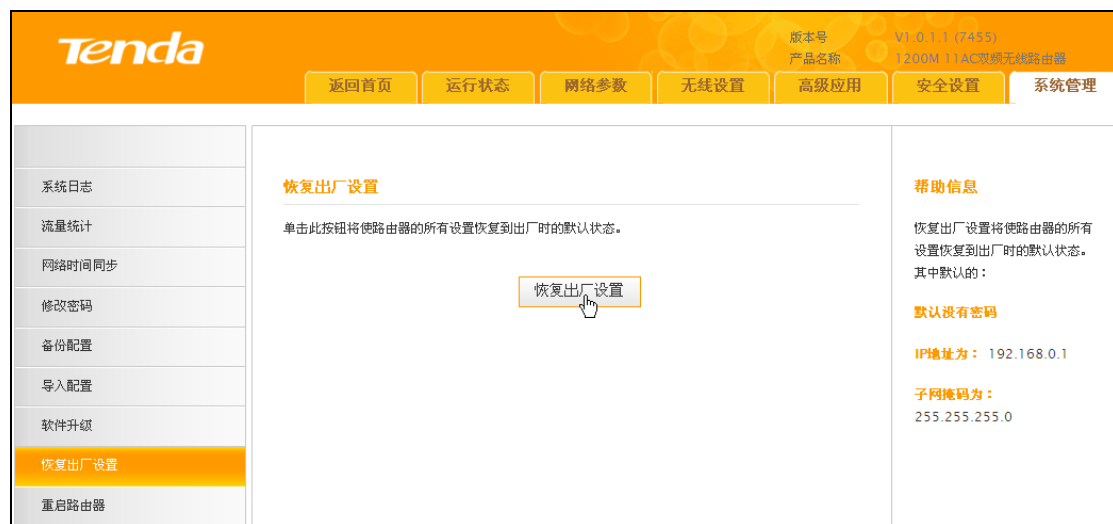 Tenda
版本号 V1.0.1.1 (7455)
产品名称 1200M 11AC双频无线路由器
返回首页 运行状态 网络参数 无线设置 高级应用 安全设置 系统管理
系统日志
流量统计
网络时间同步
修改密码
备份配置
导入配置
软件升级
恢复出厂设置
重启路由器
恢复出厂设置
单击此按钮将使路由器的所有设置恢复到出厂时的默认状态。
恢复出厂设置
帮助信息
恢复出厂设置将使路由器的所有
设置恢复到出厂时的默认状态。
其中默认的：
默认没有密码
IP地址为： 192.168.0.1
子网掩码为：
255.255.255.0